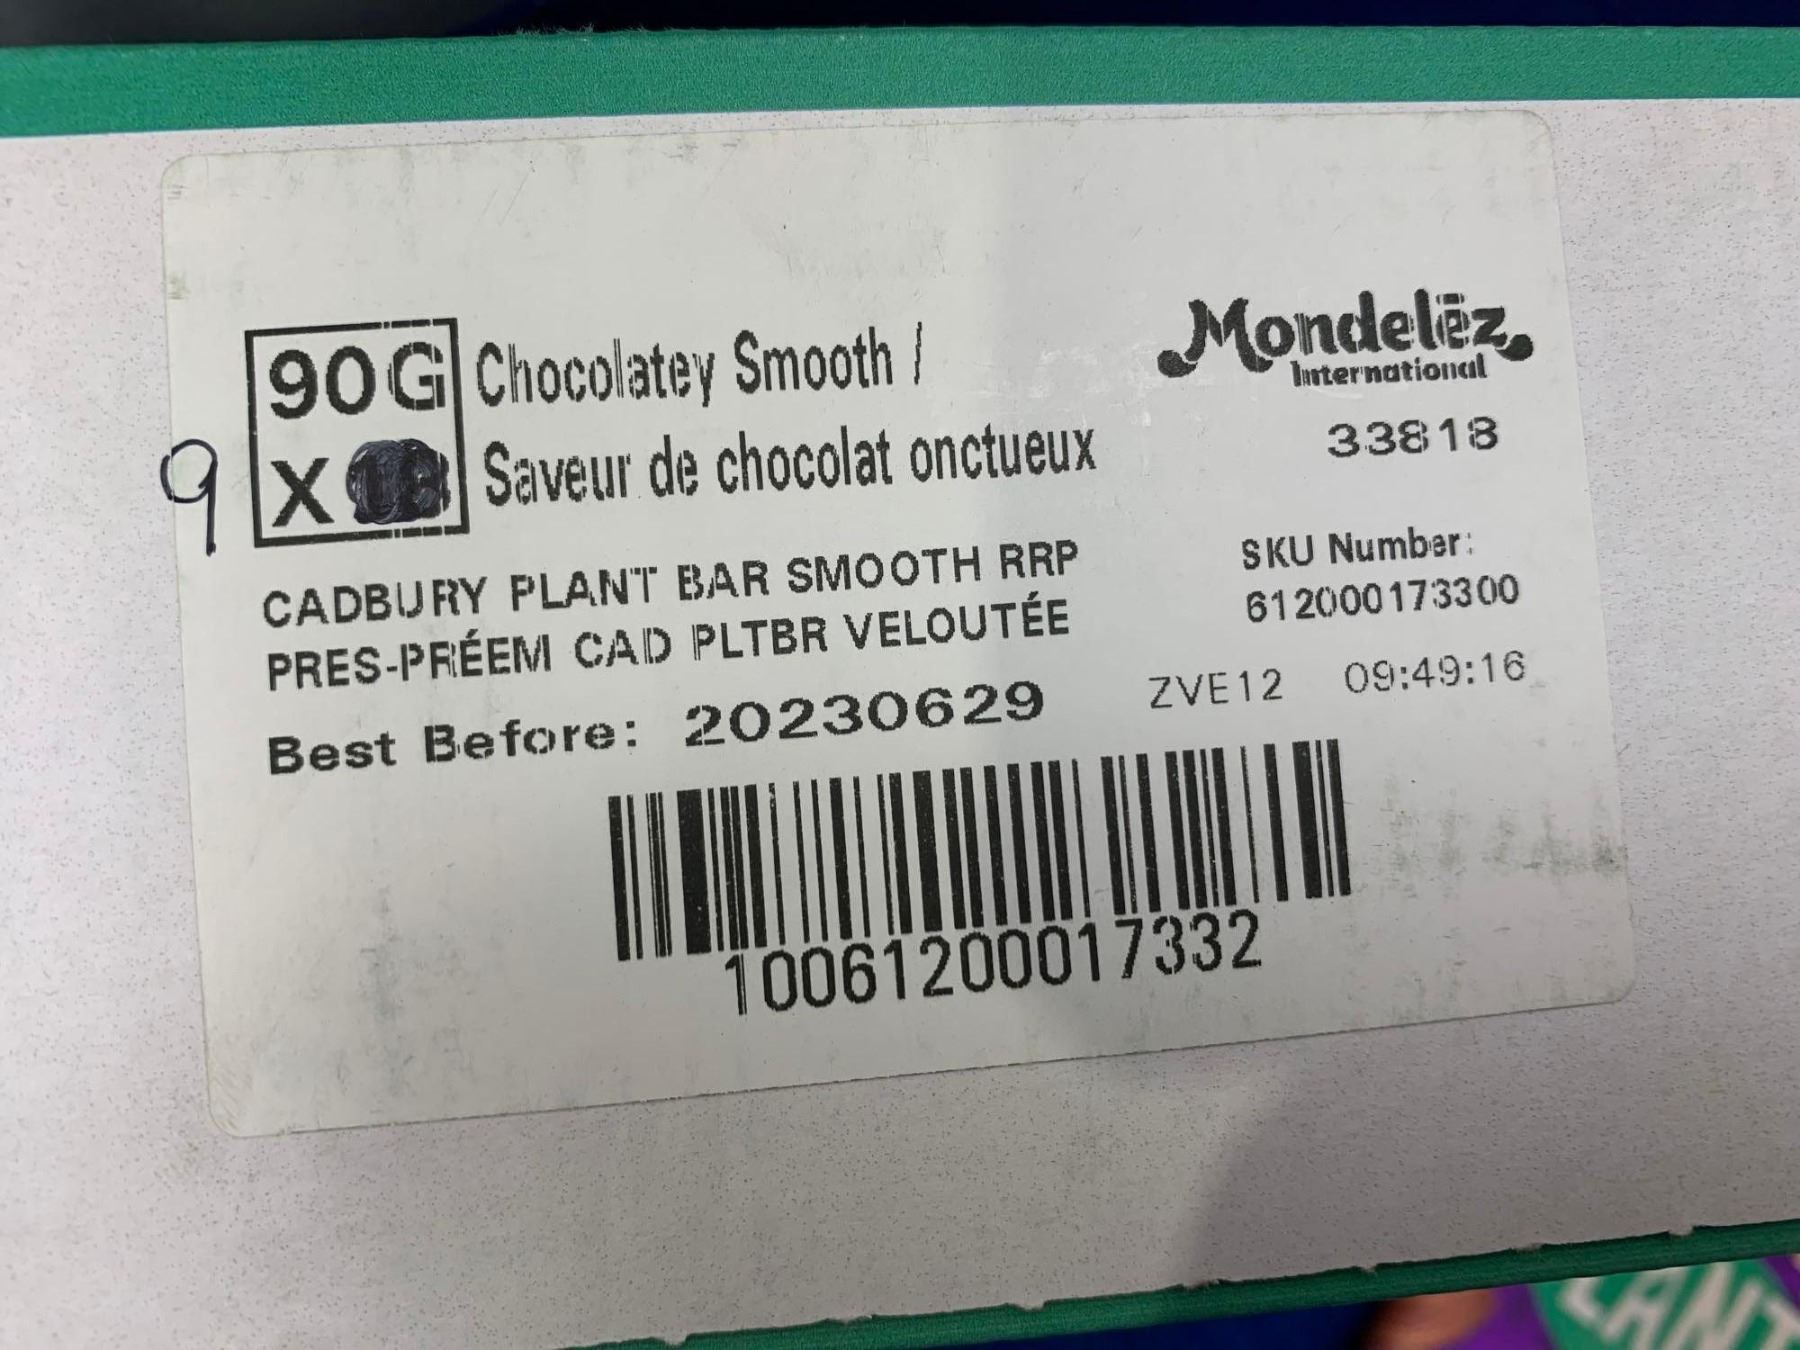 90G Chocolatey Smooth /
X Saveur de chocolat onctueux
9
Mondelēz
International
33818
CADBURY PLANT BAR SMOOTH RRP
PRES-PRÉEM CAD PLTBR VELOUTÉE
SKU Number:
612000173300
Best Before: 20230629
ZVE12 09:49:16
10061200017332